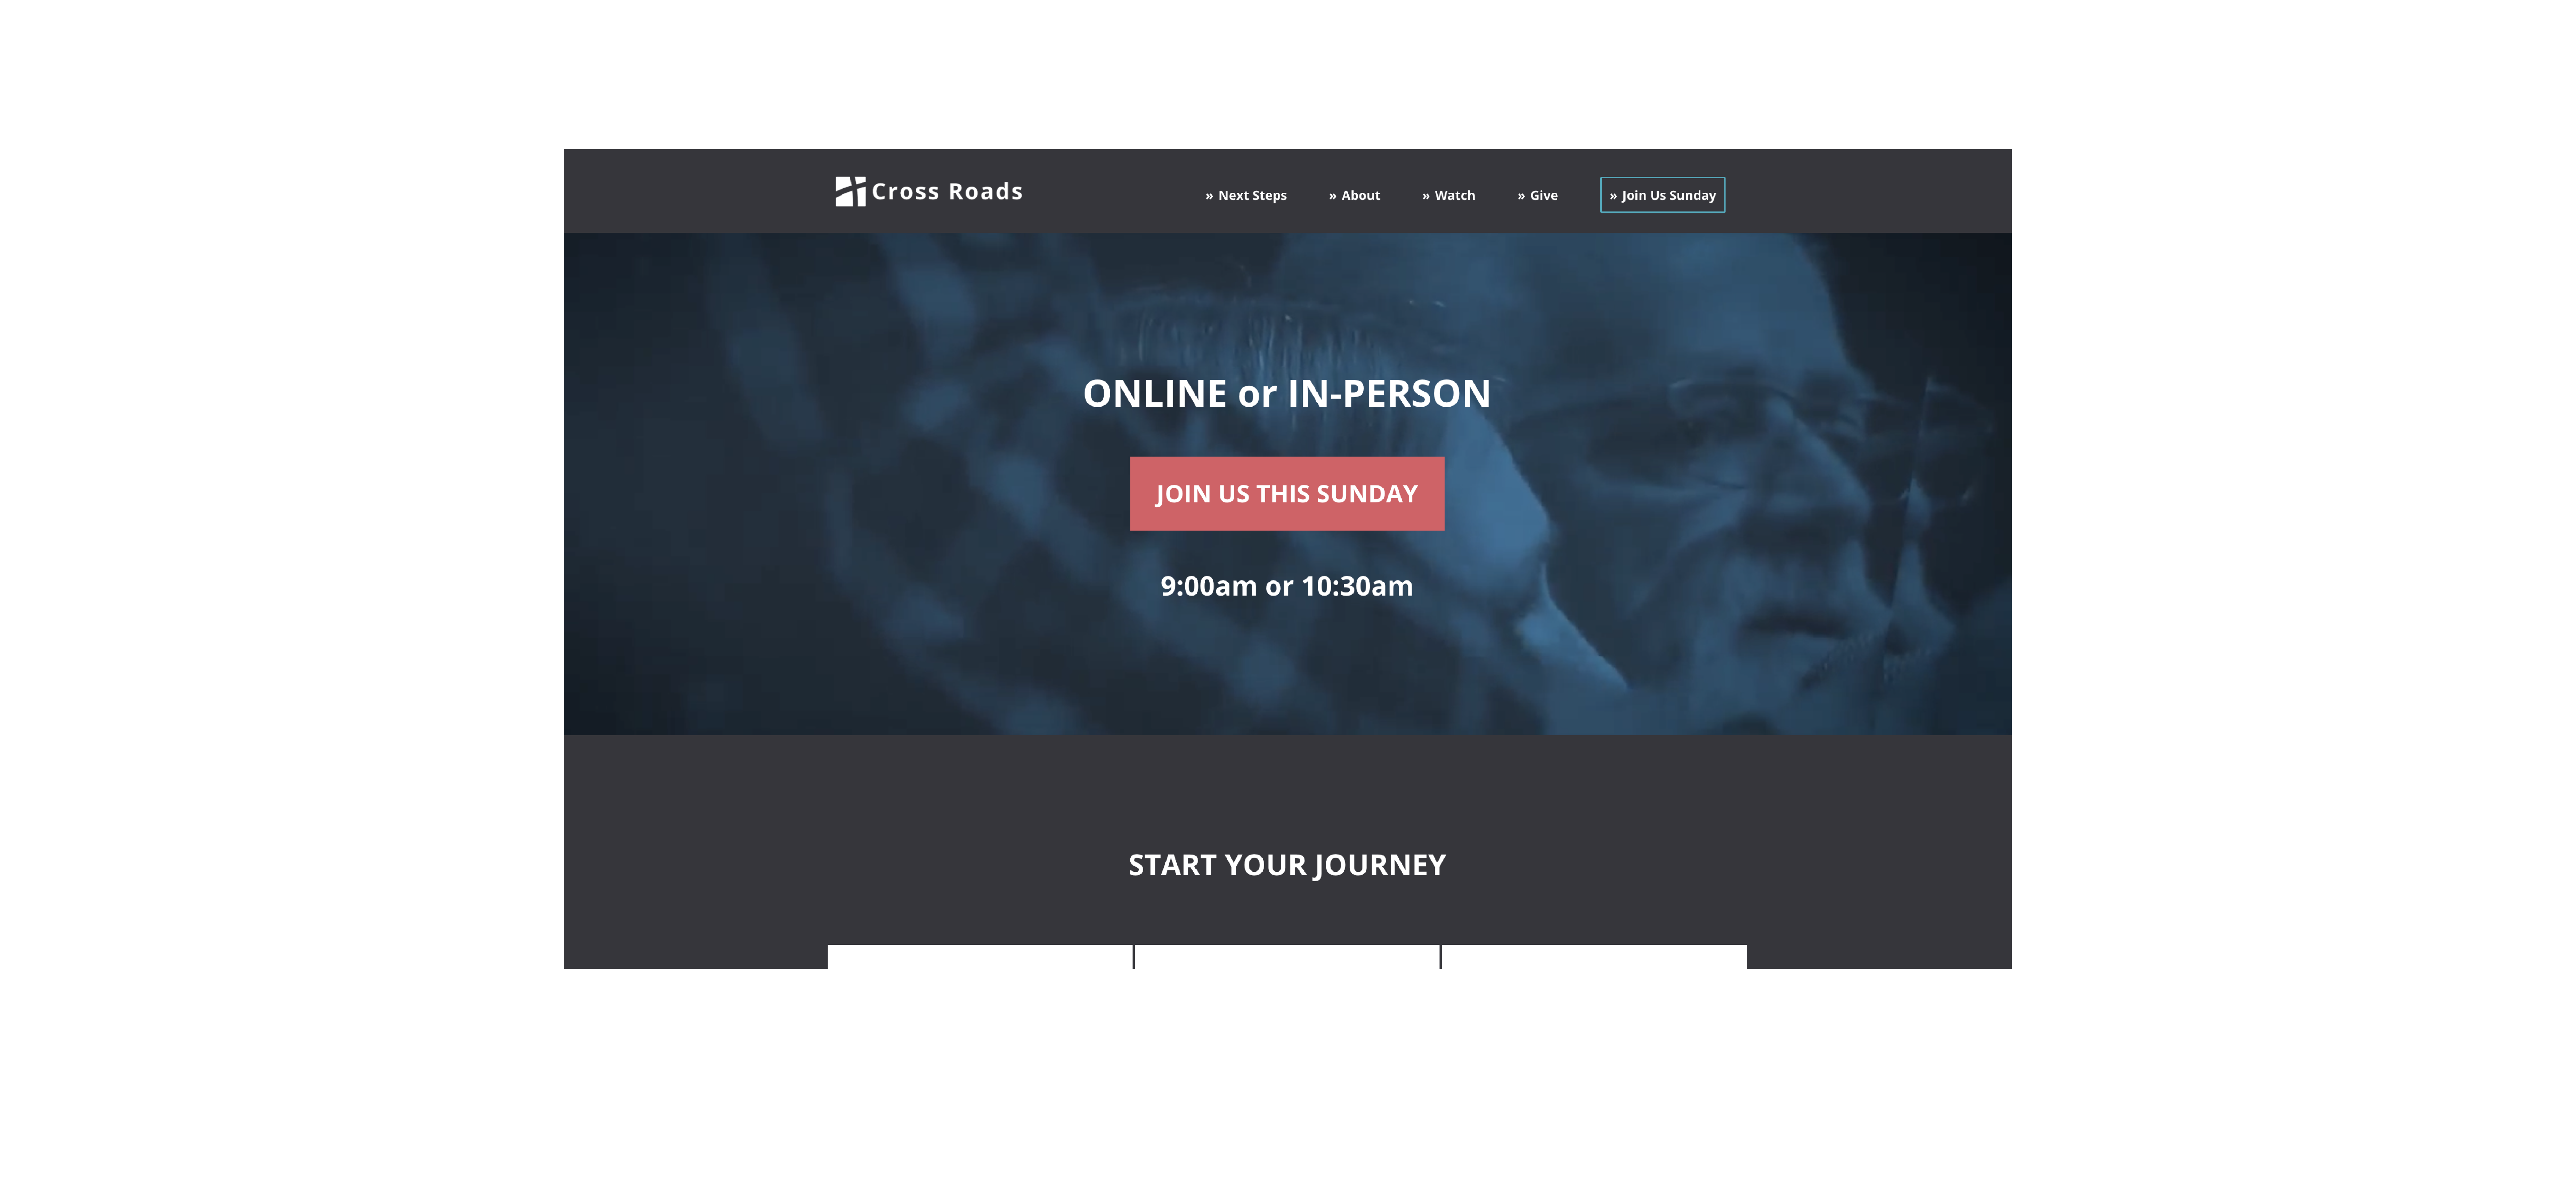 Cross Roads
» Next Steps
» About
» Watch
» Give
» Join Us Sunday
ONLINE or IN-PERSON
JOIN US THIS SUNDAY
9:00am or 10:30am
START YOUR JOURNEY